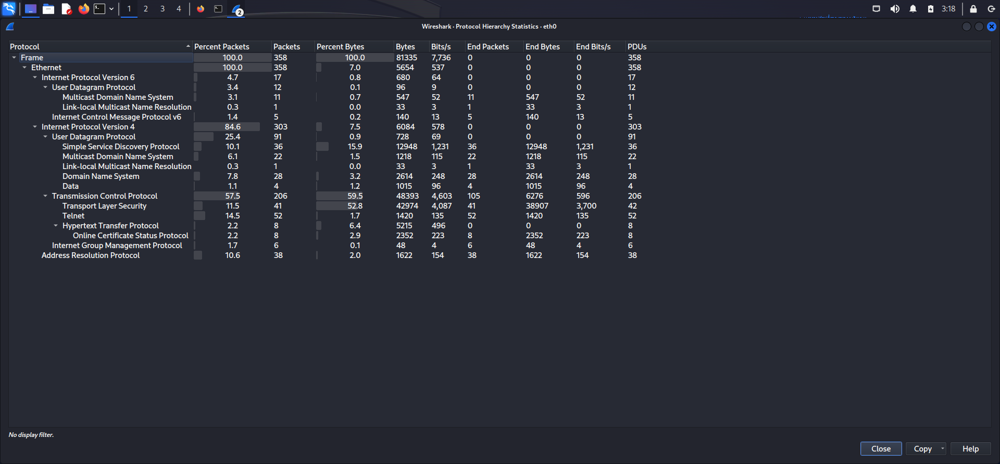 1 2 3 4 2 3:18
Wireshark · Protocol Hierarchy Statistics · eth0
Protocol Percent Packets Packets Percent Bytes Bytes Bits/s End Packets End Bytes End Bits/s PDUs
Frame 100.0 358 100.0 81335 7,736 0 0 0 358
Ethernet 100.0 358 7.0 5654 537 0 0 0 358
Internet Protocol Version 6 4.7 17 0.8 680 64 0 0 0 17
User Datagram Protocol 3.4 12 0.1 96 9 0 0 0 12
Multicast Domain Name System 3.1 11 0.7 547 52 11 547 52 11
Link-local Multicast Name Resolution 0.3 1 0.0 33 3 1 33 3 1
Internet Control Message Protocol v6 1.4 5 0.2 140 13 5 140 13 5
Internet Protocol Version 4 84.6 303 7.5 6084 578 0 0 0 303
User Datagram Protocol 25.4 91 0.9 728 69 0 0 0 91
Simple Service Discovery Protocol 10.1 36 15.9 12948 1,231 36 12948 1,231 36
Multicast Domain Name System 6.1 22 1.5 1218 115 22 1218 115 22
Link-local Multicast Name Resolution 0.3 1 0.0 33 3 1 33 3 1
Domain Name System 7.8 28 3.2 2614 248 28 2614 248 28
Data 1.1 4 1.2 1015 96 4 1015 96 4
Transmission Control Protocol 57.5 206 59.5 48393 4,603 105 6276 596 206
Transport Layer Security 11.5 41 52.8 42974 4,087 41 38907 3,700 42
Telnet 14.5 52 1.7 1420 135 52 1420 135 52
Hypertext Transfer Protocol 2.2 8 6.4 5215 496 0 0 0 8
Online Certificate Status Protocol 2.2 8 2.9 2352 223 8 2352 223 8
Internet Group Management Protocol 1.7 6 0.1 48 4 6 48 4 6
Address Resolution Protocol 10.6 38 2.0 1622 154 38 1622 154 38
No display filter.
Close Copy Help